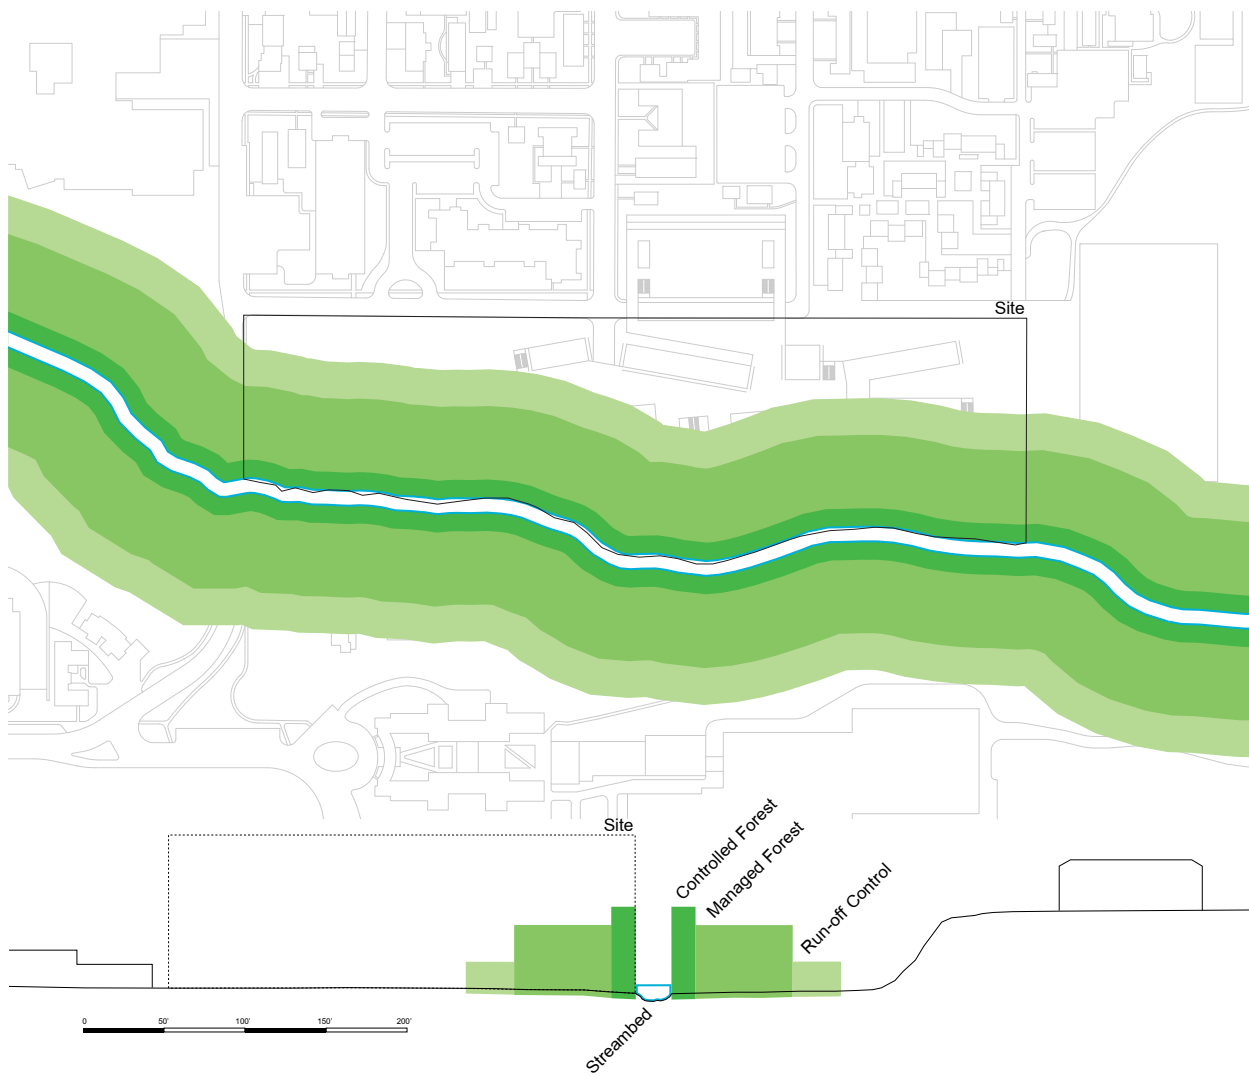 Site
Site
Controlled Forest
Managed Forest
Run-off Control
Streambed
0 50' 100' 150' 200'